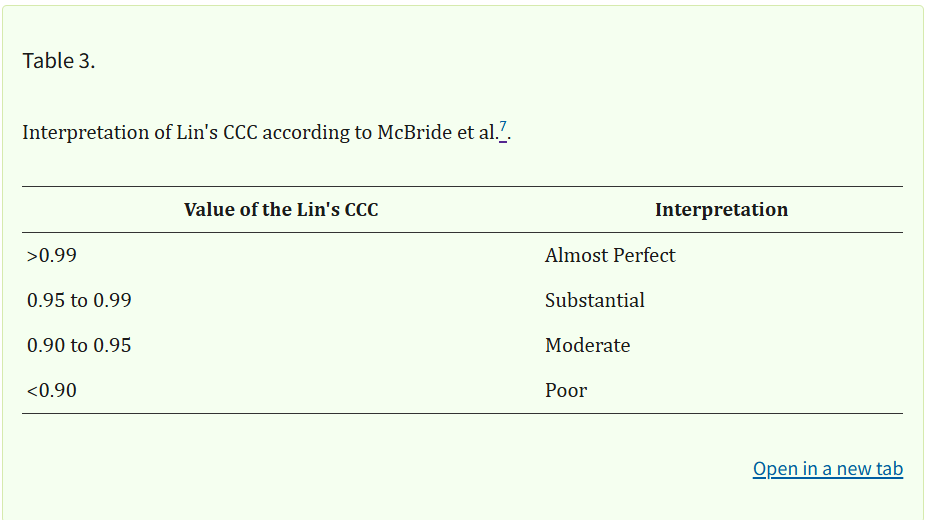 Table 3.
Interpretation of Lin's CCC according to McBride et al.7.
Value of the Lin's CCC Interpretation
>0.99 Almost Perfect
0.95 to 0.99 Substantial
0.90 to 0.95 Moderate
<0.90 Poor
Open in a new tab